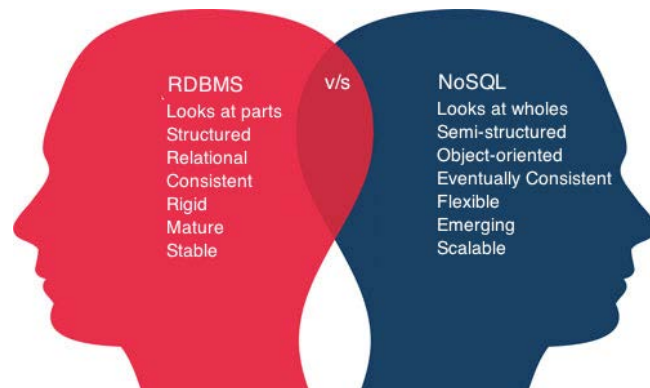 RDBMS
Looks at parts
Structured
Relational
Consistent
Rigid
Mature
Stable
v/s
NoSQL
Looks at wholes
Semi-structured
Object-oriented
Eventually Consistent
Flexible
Emerging
Scalable